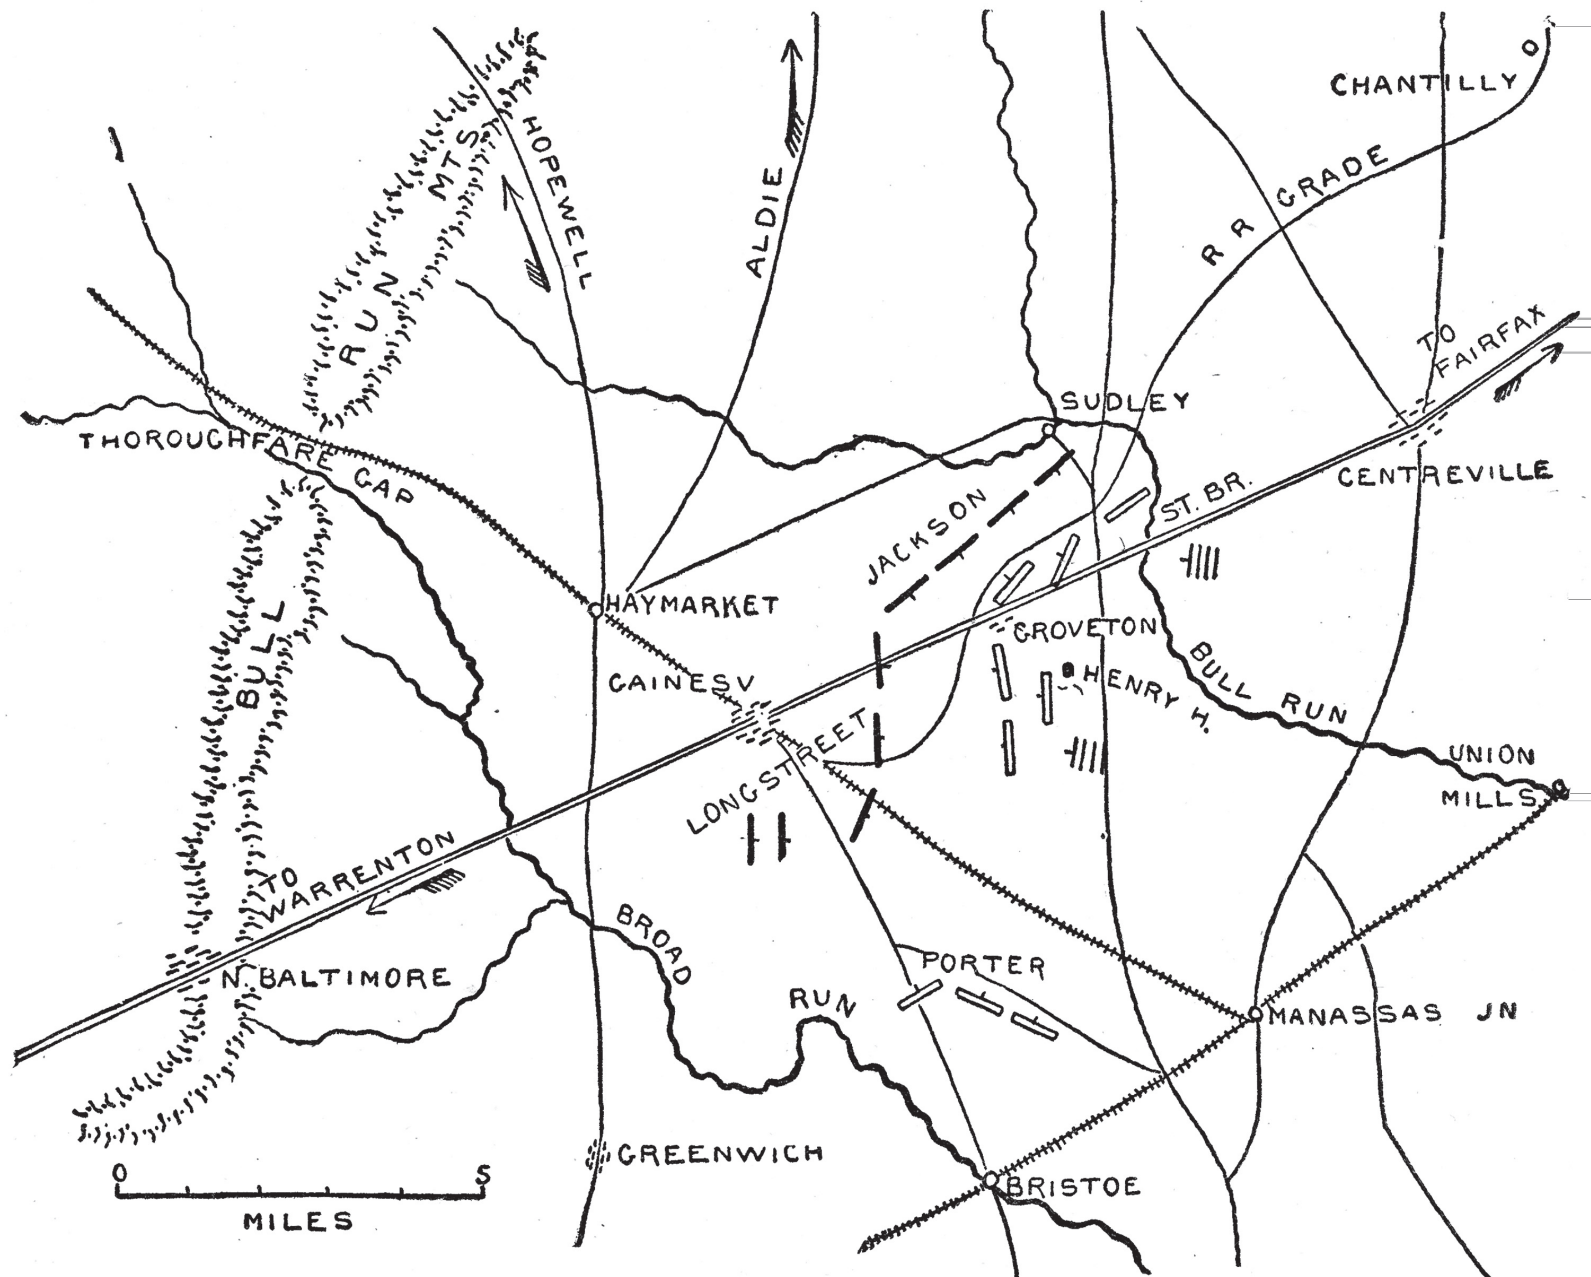 CHANTILLY
HOPEWELL
BULL RUN MTS
ALDIE
R R GRADE
TO
FAIRFAX
SUDLEY
THOROUGHFARE GAP
CENTREVILLE
ST. BR.
JACKSON
HAYMARKET
GROVETON
GAINESV
HENRY H.
BULL RUN
LONGSTREET
UNION
MILLS
TO
WARRENTON
BROAD RUN
PORTER
N. BALTIMORE
MANASSAS JN
GREENWICH
BRISTOE
0 5
MILES